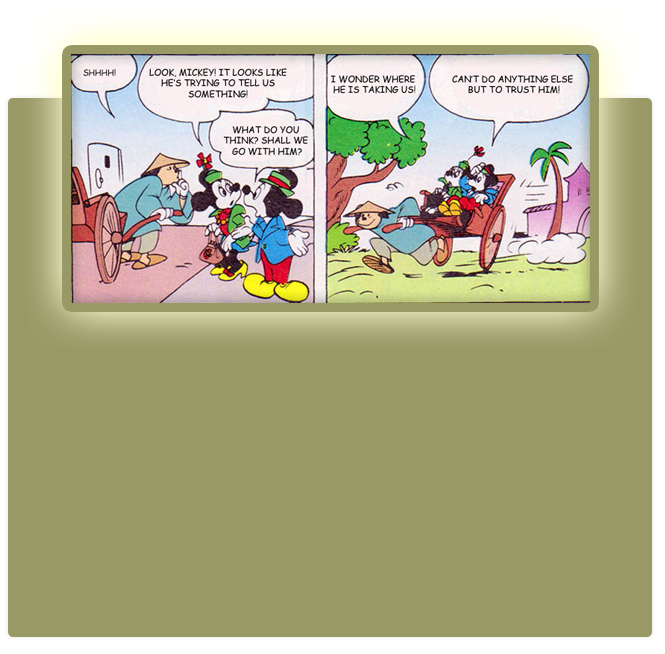 SHHHH!
LOOK, MICKEY! IT LOOKS LIKE
HE'S TRYING TO TELL US
SOMETHING!
WHAT DO YOU
THINK? SHALL WE
GO WITH HIM?
I WONDER WHERE
HE IS TAKING US!
CAN'T DO ANYTHING ELSE
BUT TO TRUST HIM!